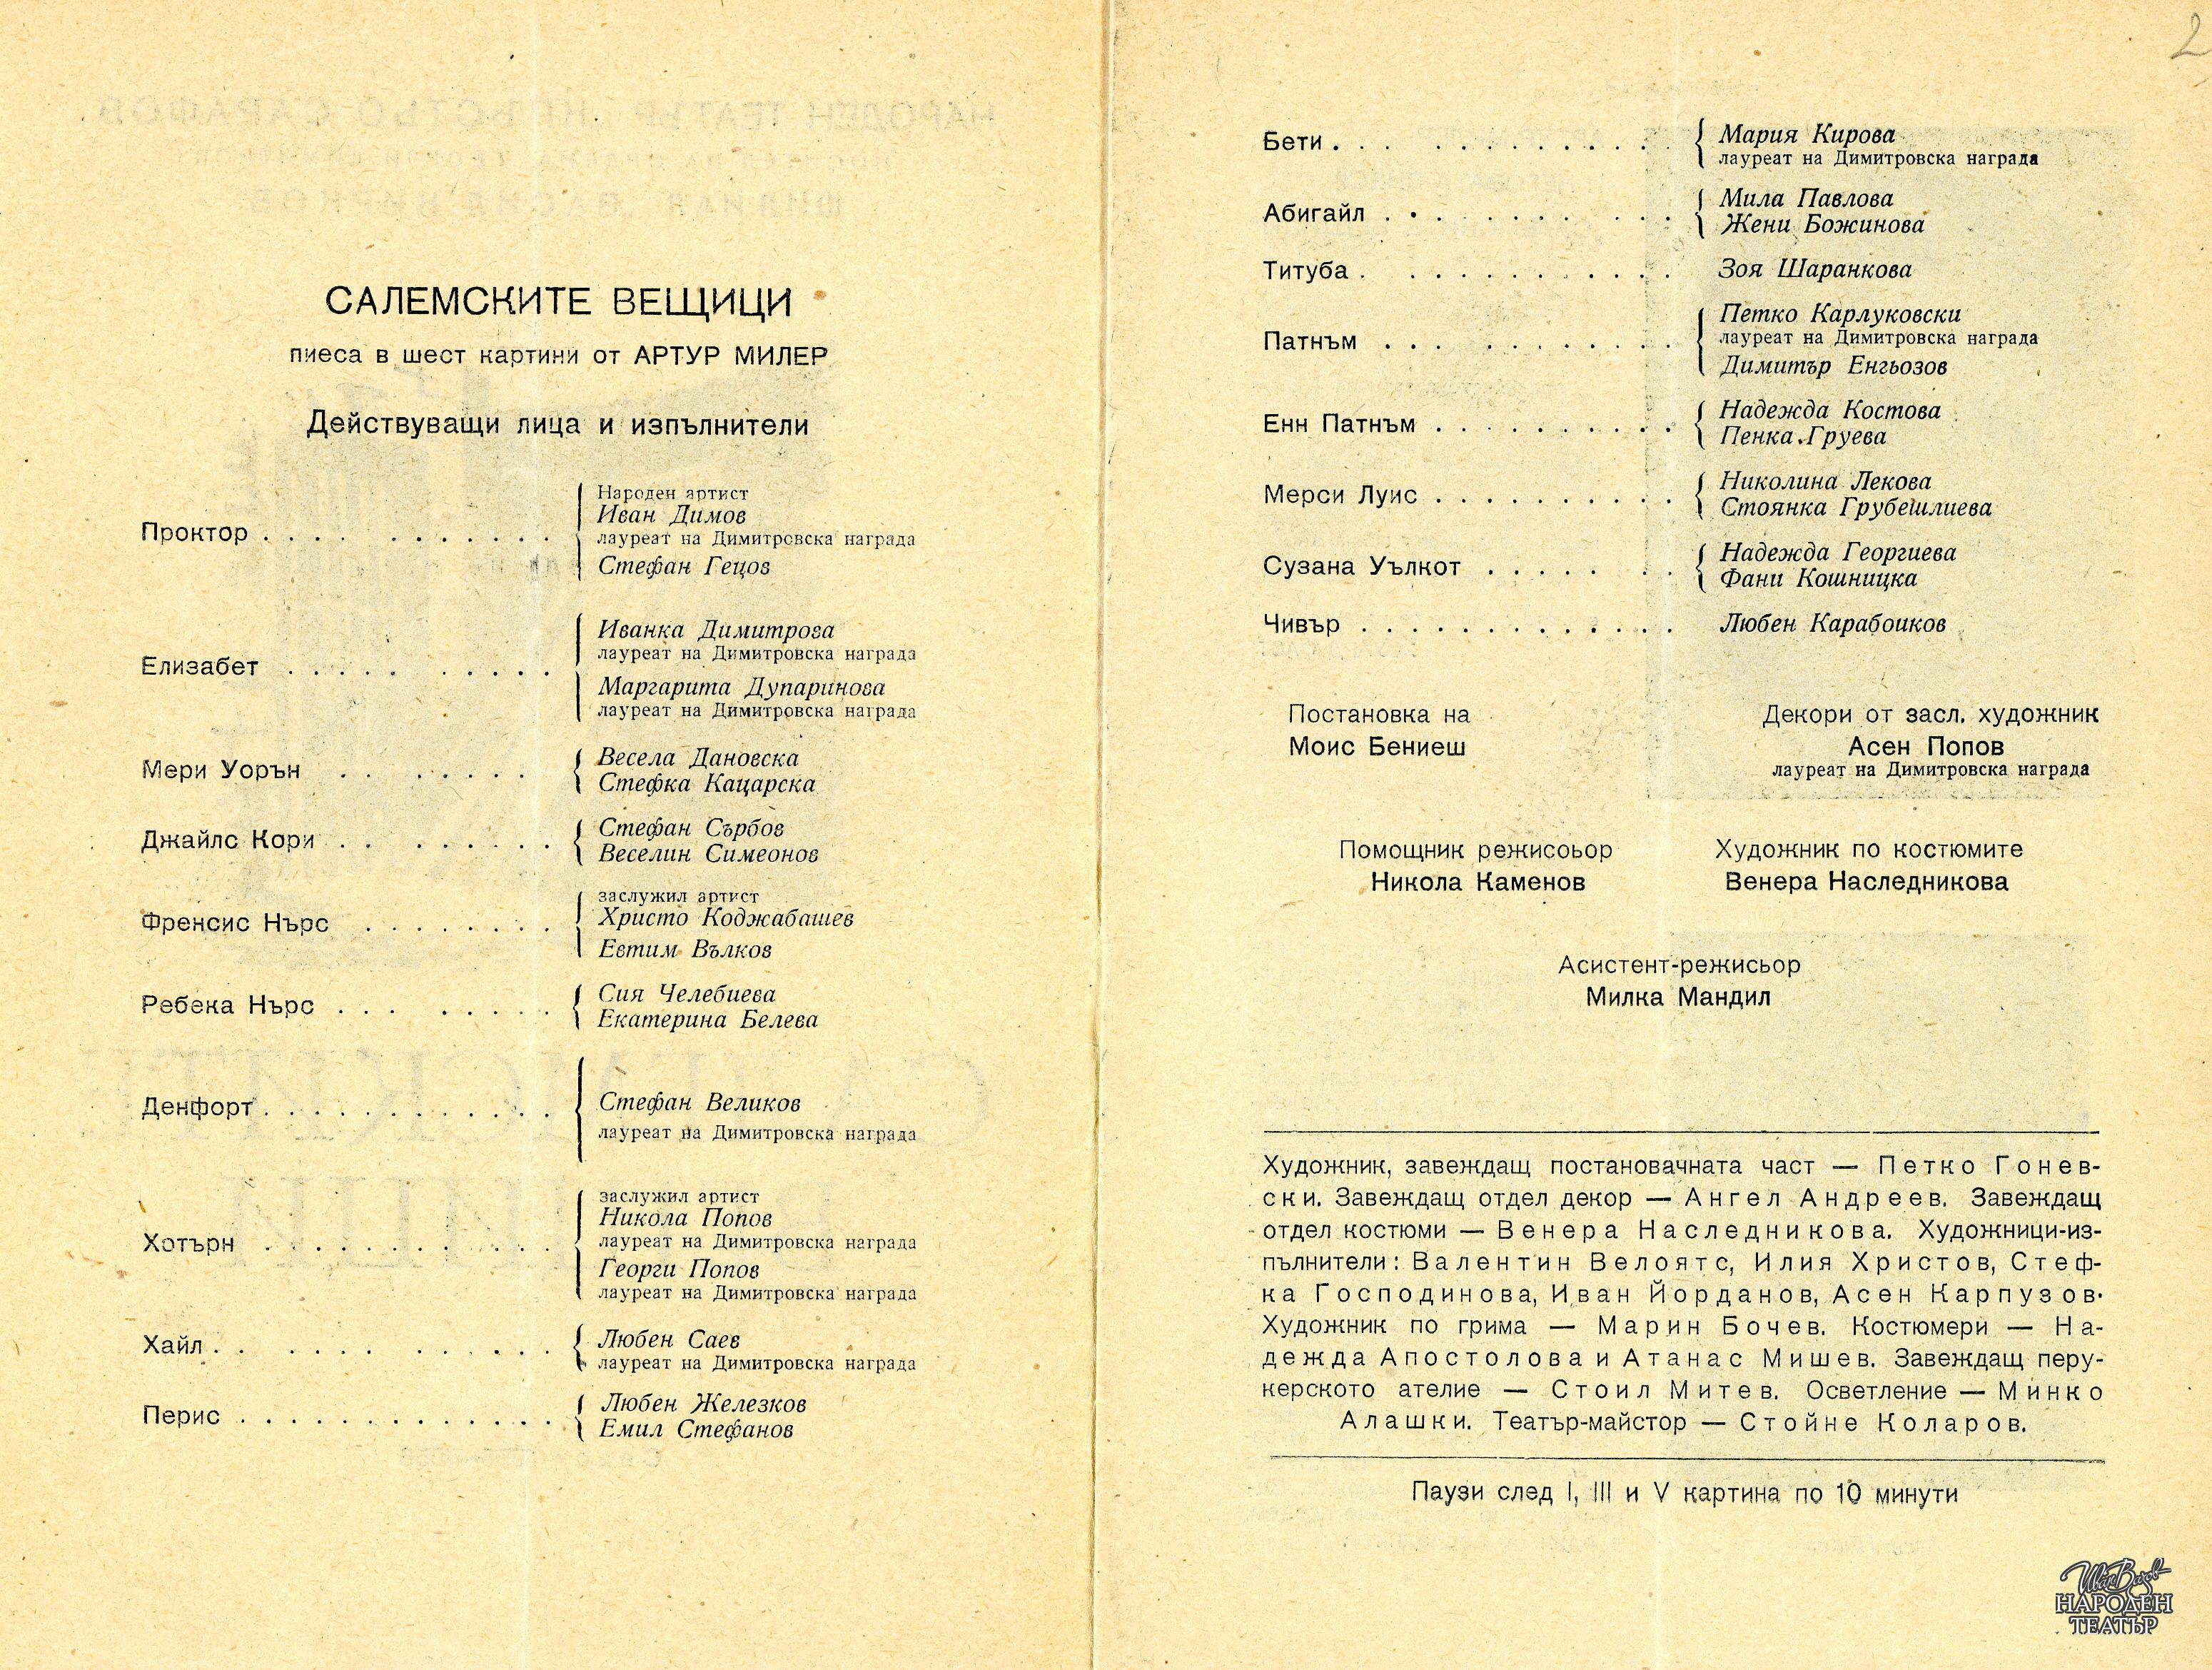 2
САЛЕМСКИТЕ ВЕЩИЦИ
пиеса в шест картини от АРТУР МИЛЕР
Действуващи лица и изпълнители
Проктор . . . . . . . . . . .
Народен артист
Иван Димов
лауреат на Димитровска награда
Стефан Гецов
Елизабет . . . . . . . . . .
Иванка Димитрова
лауреат на Димитровска награда
Маргарита Дупаринова
лауреат на Димитровска награда
Мери Уорън . . . . . . .
Весела Дановска
Стефка Кацарска
Джайлс Кори . . . . . . . .
Стефан Сърбов
Веселин Симеонов
Френсис Нърс . . . . . . . .
заслужил артист
Христо Коджабашев
Евтим Вълков
Ребека Нърс . . . . . . . .
Сия Челебиева
Екатерина Белева
Денфорт . . . . . . . . . . . .
Стефан Великов
лауреат на Димитровска награда
Хотърн . . . . . . . . . . . .
заслужил артист
Никола Попов
лауреат на Димитровска награда
Георги Попов
лауреат на Димитровска награда
Хайл . . . . . . . . . . .
Любен Саев
лауреат на Димитровска награда
Перис . . . . . . . . . . . . .
Любен Железков
Емил Стефанов
Бети . . . . . . . . . . . .
Мария Кирова
лауреат на Димитровска награда
Абигайл . . . . . . . . . . .
Мила Павлова
Жени Божинова
Титуба . . . . . . . . . . . .
Зоя Шаранкова
Патнъм . . . . . . . . . . .
Петко Карлуковски
лауреат на Димитровска награда
Димитър Енгьозов
Енн Патнъм . . . . . . . . . .
Надежда Костова
Пенка Груева
Мерси Луис . . . . . . . . . .
Николина Лекова
Стоянка Грубешлиева
Сузана Уълкот . . . . . . .
Надежда Георгиева
Фани Кошницка
Чивър . . . . . . . . . . . . .
Любен Карабоиков
Постановка на
Моис Бениеш
Декори от засл. художник
Асен Попов
лауреат на Димитровска награда
Помощник режисоьор
Никола Каменов
Художник по костюмите
Венера Наследникова
Асистент-режисьор
Милка Мандил
Художник, завеждащ постановачната част — Петко Гонев-
ски. Завеждащ отдел декор — Ангел Андреев. Завеждащ
отдел костюми — Венера Наследникова. Художници-из-
пълнители: Валентин Велоятс, Илия Христов, Стеф-
ка Господинова, Иван Йорданов, Асен Карпузов.
Художник по грима — Марин Бочев. Костюмери — На-
дежда Апостолова и Атанас Мишев. Завеждащ перу-
керското ателие — Стоил Митев. Осветление — Минко
Алашки. Театър-майстор — Стойне Коларов.
Паузи след I, III и V картина по 10 минути
Иван Вазов
НАРОДЕН
ТЕАТЪР